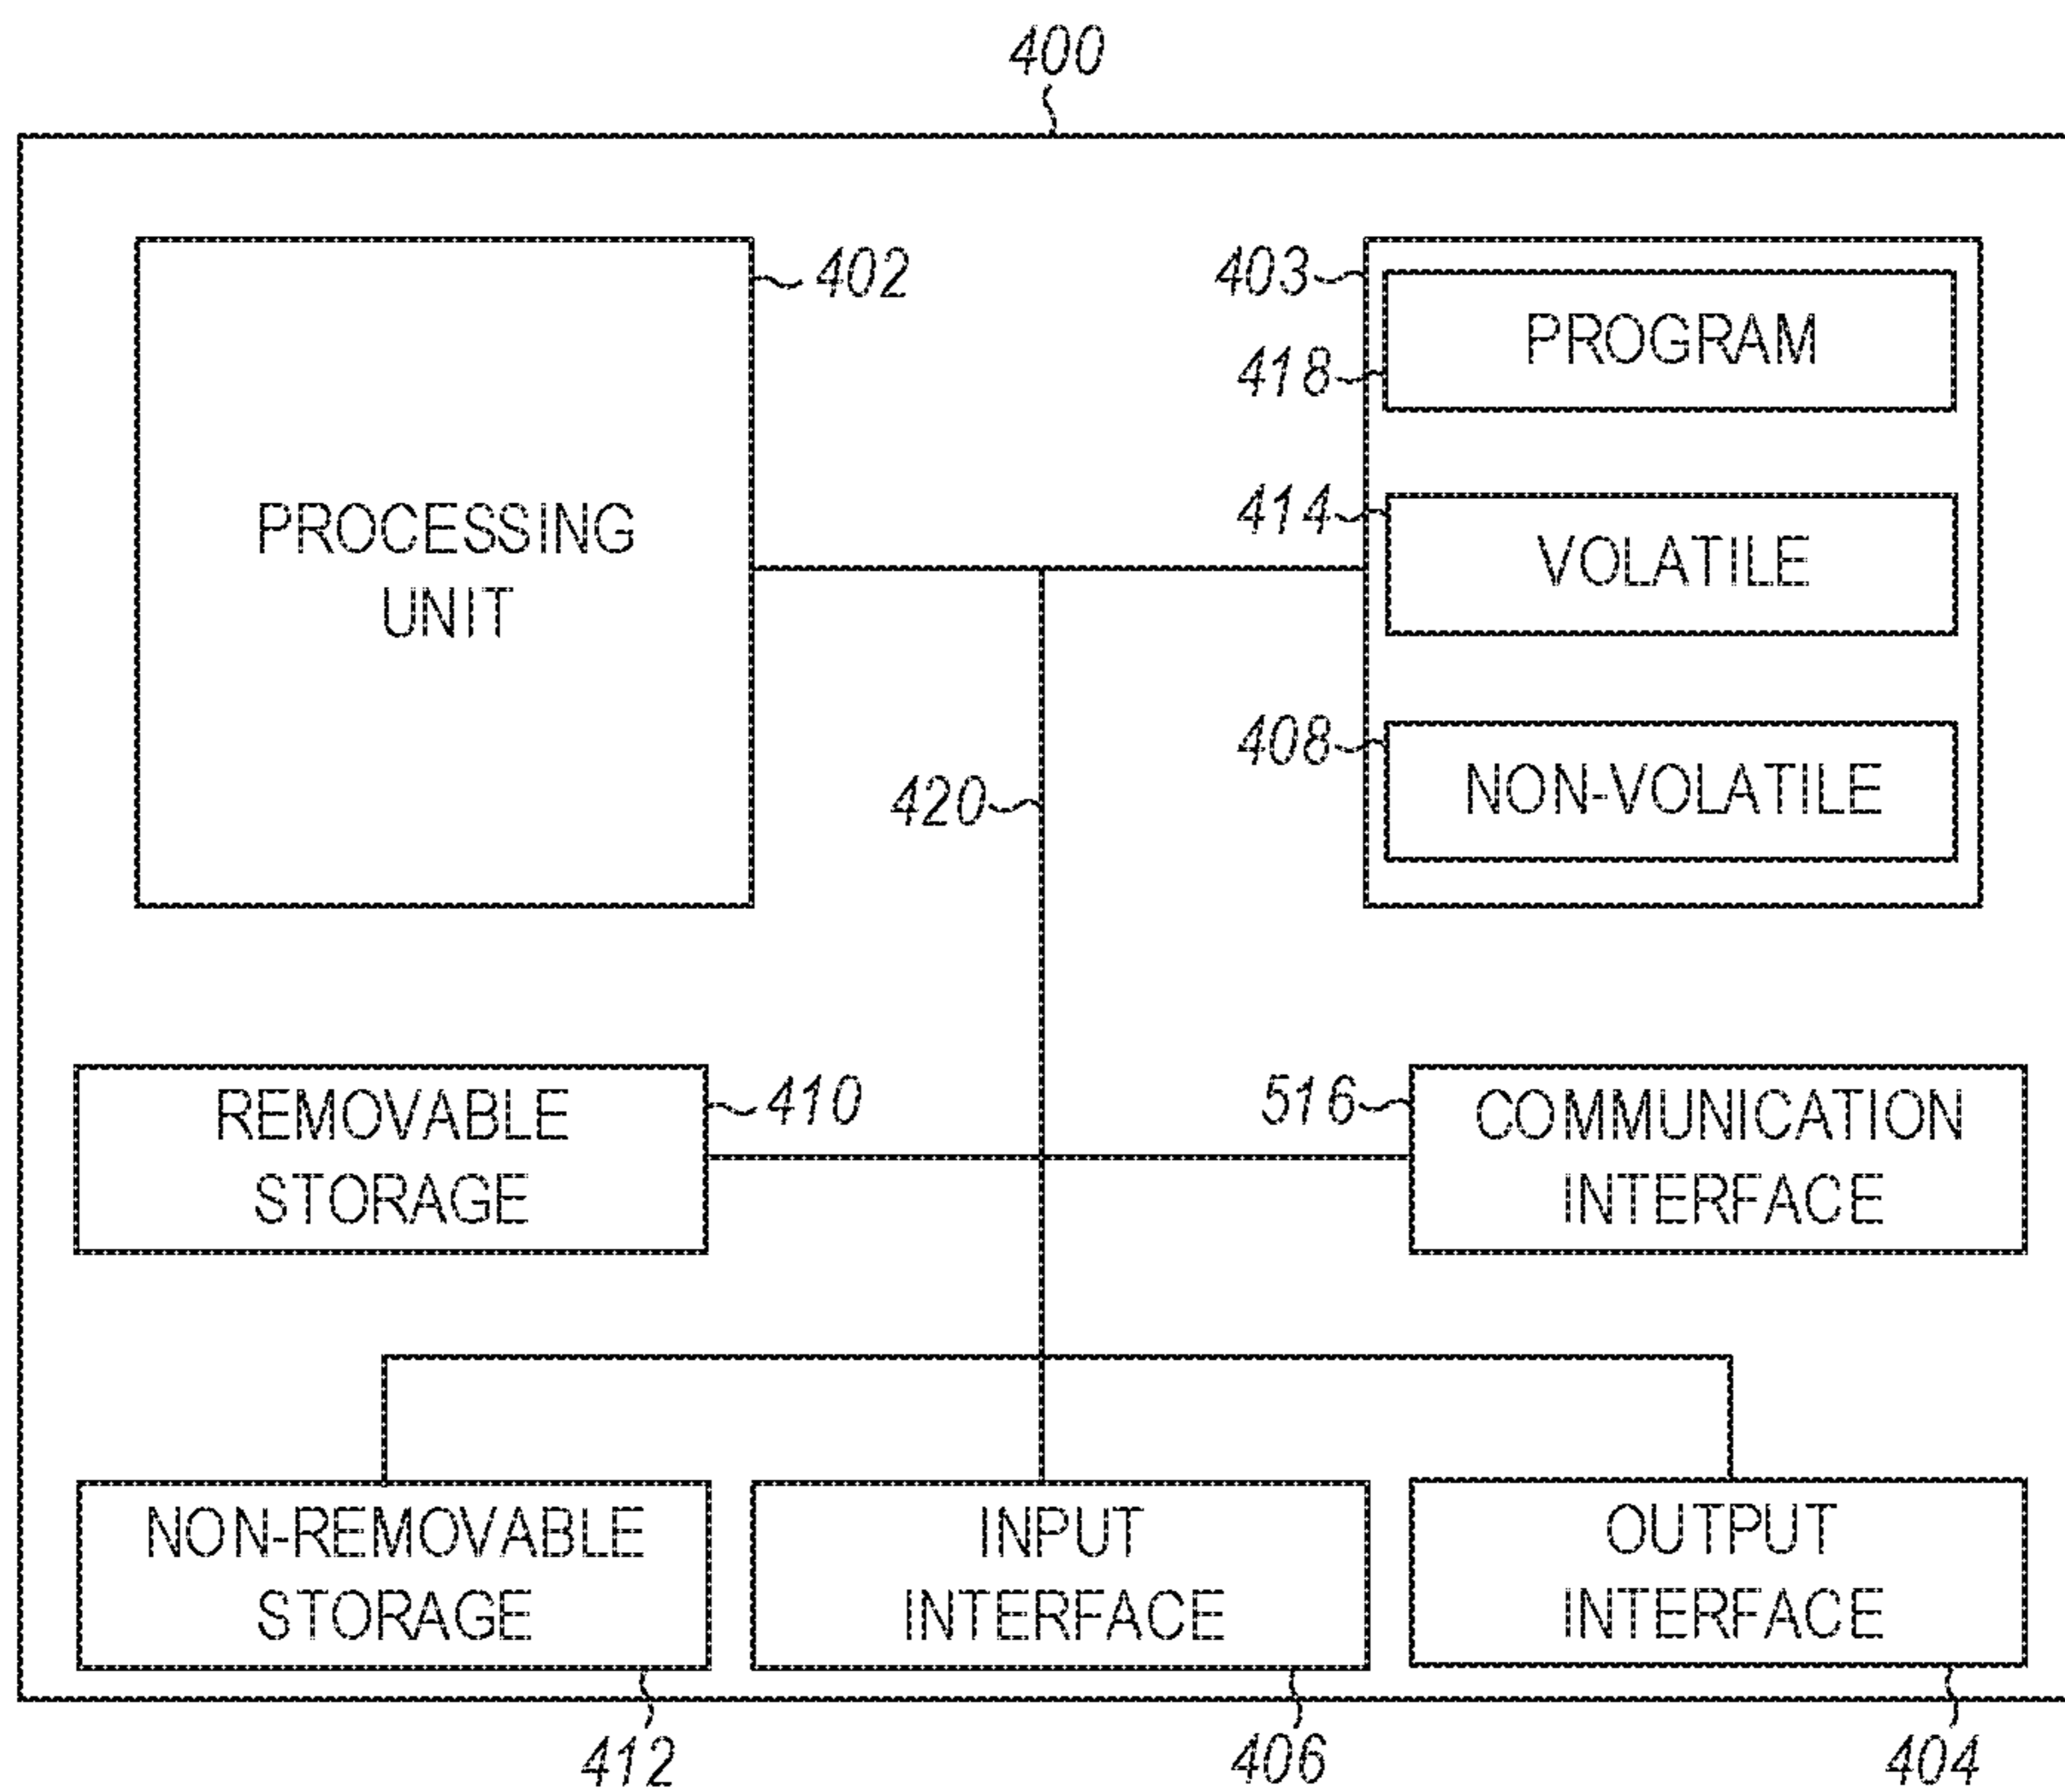 400
402
403
PROGRAM
418
PROCESSING
UNIT
414
VOLATILE
408
NON-VOLATILE
420
REMOVABLE
STORAGE
410
516
COMMUNICATION
INTERFACE
NON-REMOVABLE
STORAGE
INPUT
INTERFACE
OUTPUT
INTERFACE
412
406
404